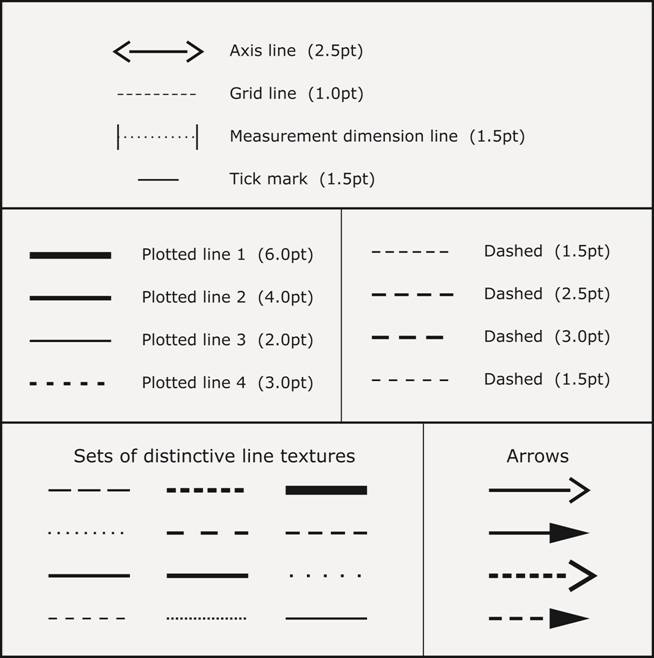 Axis line (2.5pt)
Grid line (1.0pt)
Measurement dimension line (1.5pt)
Tick mark (1.5pt)
Plotted line 1 (6.0pt)
Plotted line 2 (4.0pt)
Plotted line 3 (2.0pt)
Plotted line 4 (3.0pt)
Dashed (1.5pt)
Dashed (2.5pt)
Dashed (3.0pt)
Dashed (1.5pt)
Sets of distinctive line textures
Arrows